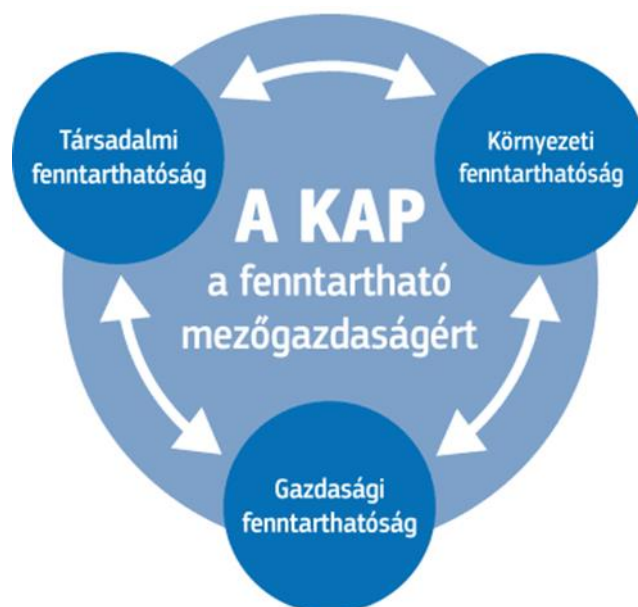 Társadalmi
fenntarthatóság
Környezeti
fenntarthatóság
A KAP
a fenntartható
mezőgazdaságért
Gazdasági
fenntarthatóság